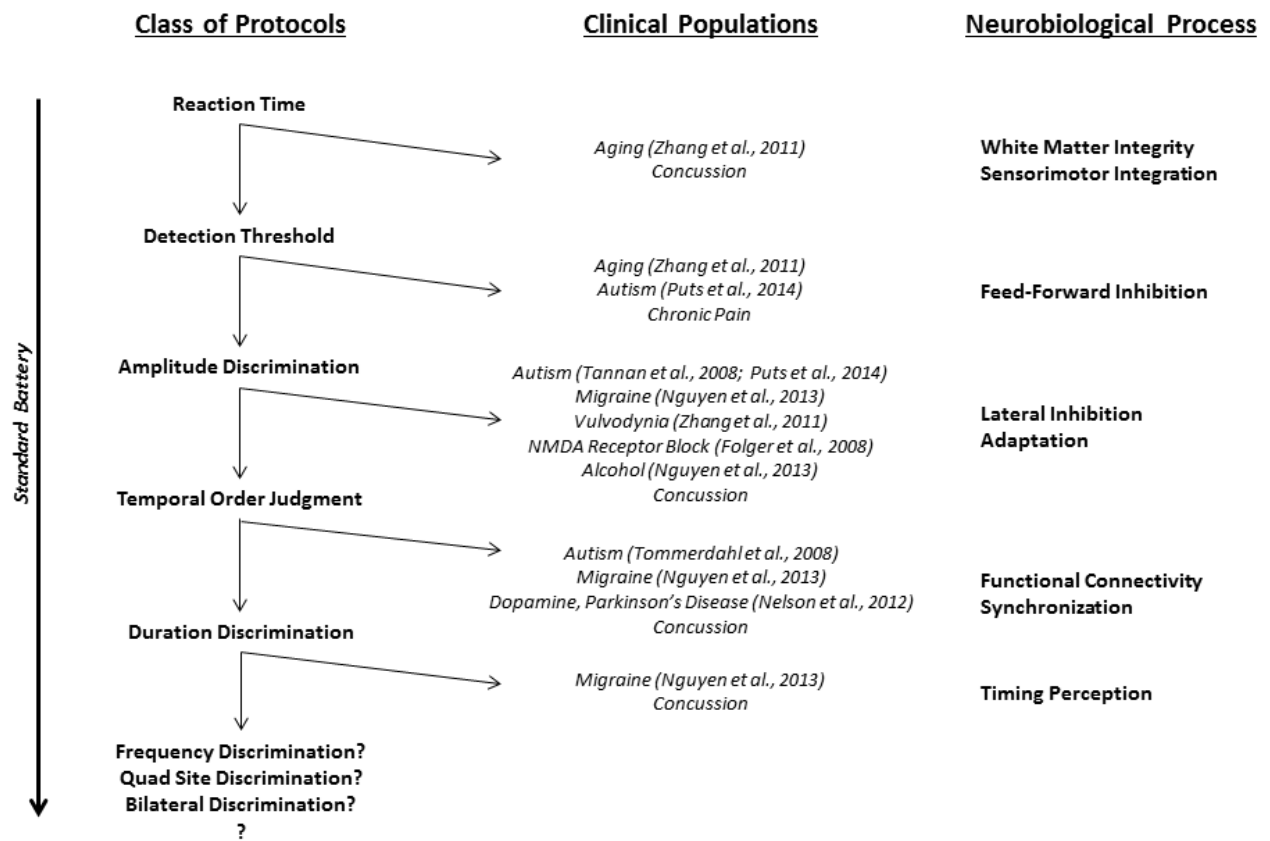 Class of Protocols
Clinical Populations
Neurobiological Process
Standard Battery
Reaction Time
Aging (Zhang et al., 2011)
Concussion
White Matter Integrity
Sensorimotor Integration
Detection Threshold
Aging (Zhang et al., 2011)
Autism (Puts et al., 2014)
Chronic Pain
Feed-Forward Inhibition
Amplitude Discrimination
Autism (Tannan et al., 2008; Puts et al., 2014)
Migraine (Nguyen et al., 2013)
Vulvodynia (Zhang et al., 2011)
NMDA Receptor Block (Folger et al., 2008)
Alcohol (Nguyen et al., 2013)
Concussion
Lateral Inhibition
Adaptation
Temporal Order Judgment
Autism (Tommerdahl et al., 2008)
Migraine (Nguyen et al., 2013)
Dopamine, Parkinson’s Disease (Nelson et al., 2012)
Concussion
Functional Connectivity
Synchronization
Duration Discrimination
Migraine (Nguyen et al., 2013)
Concussion
Timing Perception
Frequency Discrimination?
Quad Site Discrimination?
Bilateral Discrimination?
?